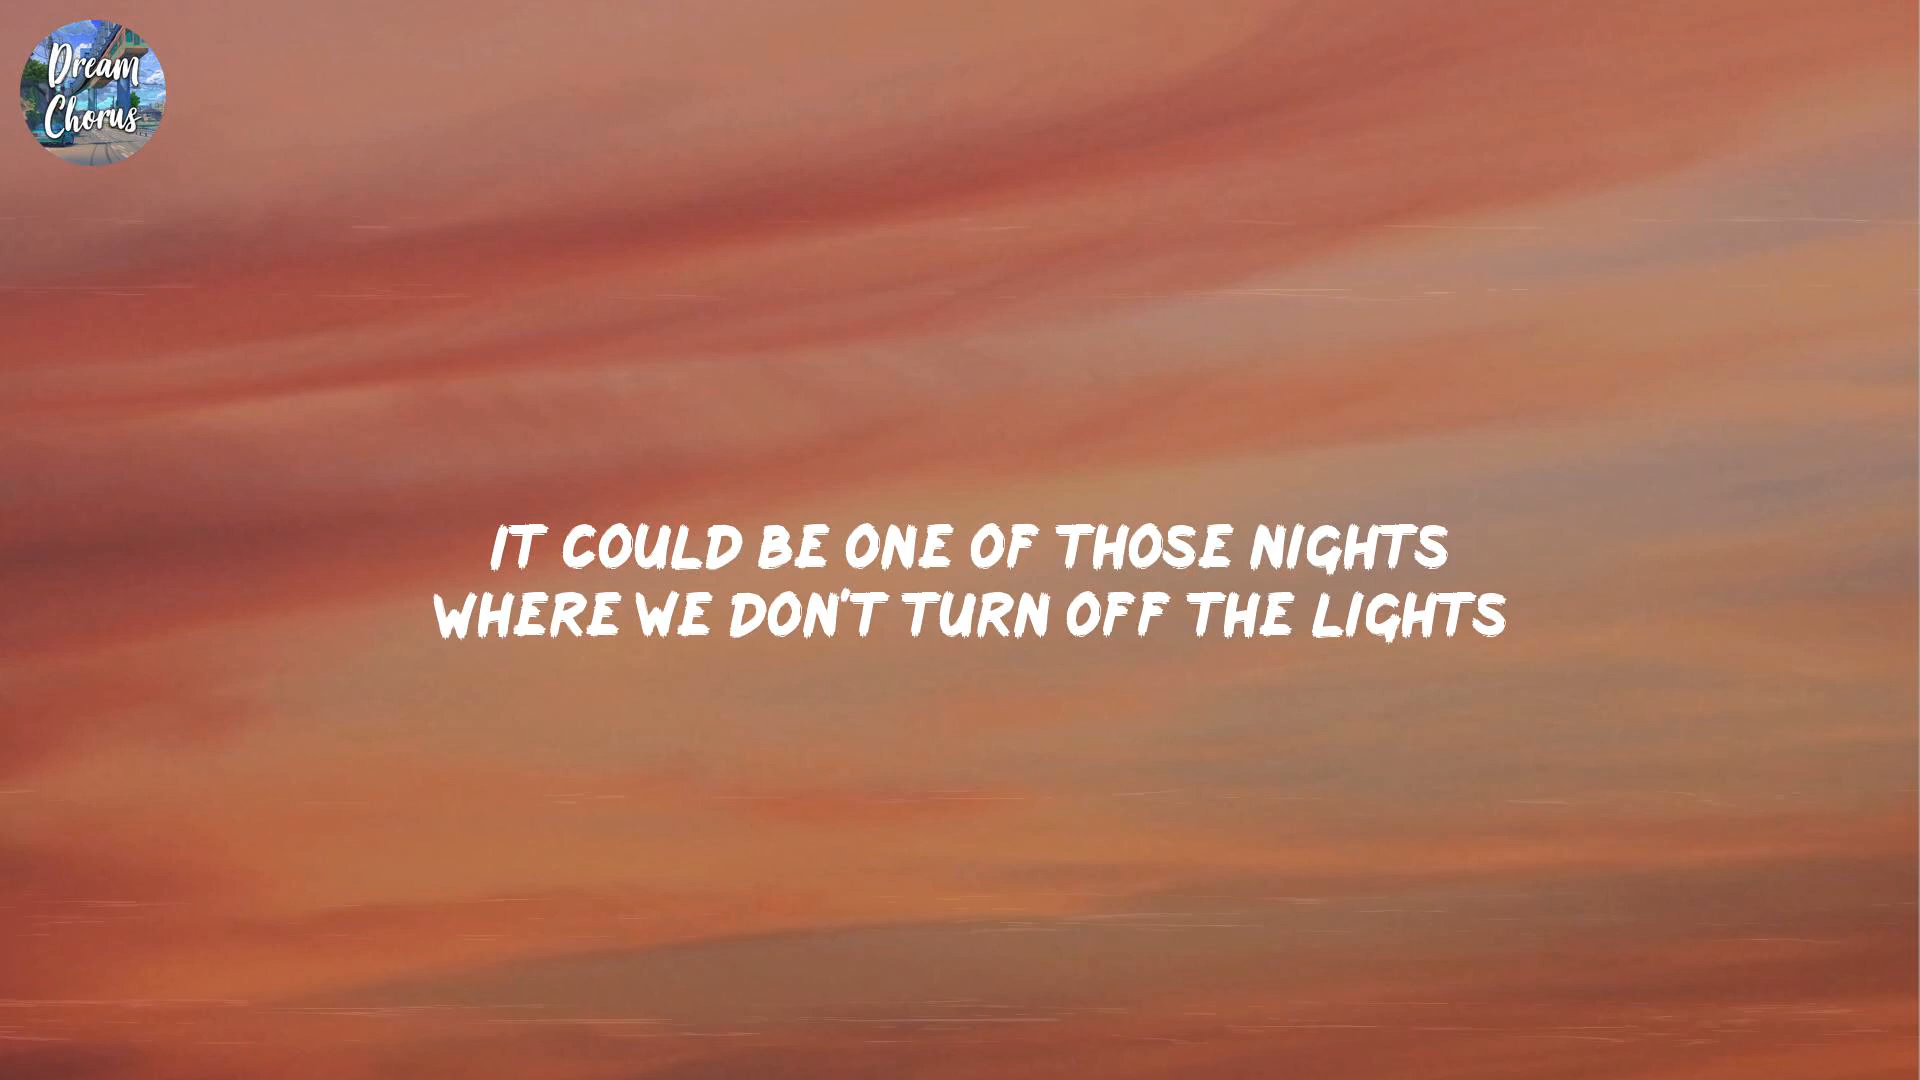 Dream
Chorus
IT COULD BE ONE OF THOSE NIGHTS
WHERE WE DON'T TURN OFF THE LIGHTS